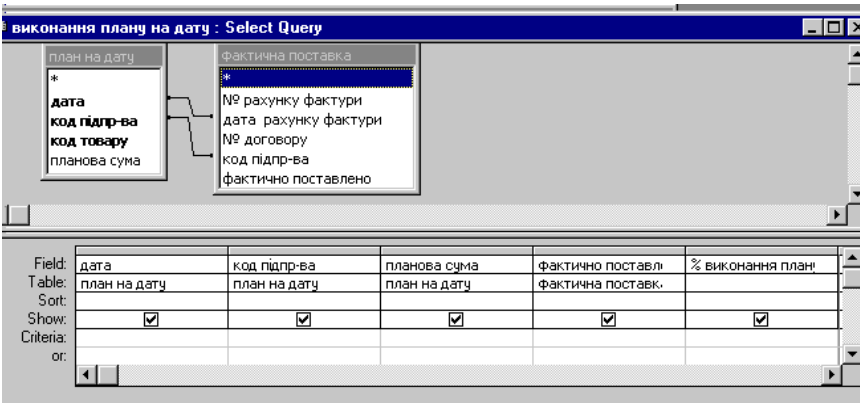 виконання плану на дату : Select Query
план на дату
*
дата
код підпр-ва
код товару
планова сума
фактична поставка
*
№ рахунку фактури
дата рахунку фактури
№ договору
код підпр-ва
фактично поставлено
Field: дата код підпр-ва планова сума фактично поставл % виконання план
Table: план на дату план на дату план на дату фактична поставк
Sort:
Show:
Criteria:
or: